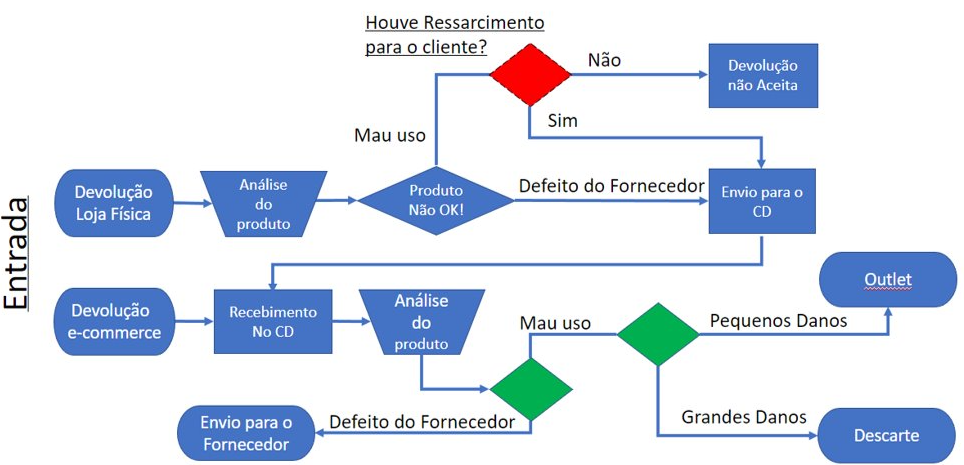 Houve Ressarcimento
para o cliente?
Não
Devolução
não Aceita
Sim
Mau uso
Entrada
Devolução
Loja Física
Análise
do
produto
Produto
Não OK!
Defeito do Fornecedor
Envio para o
CD
Devolução
e-commerce
Recebimento
No CD
Análise
do
produto
Mau uso
Pequenos Danos
Outlet
Envio para o
Fornecedor
Defeito do Fornecedor
Grandes Danos
Descarte